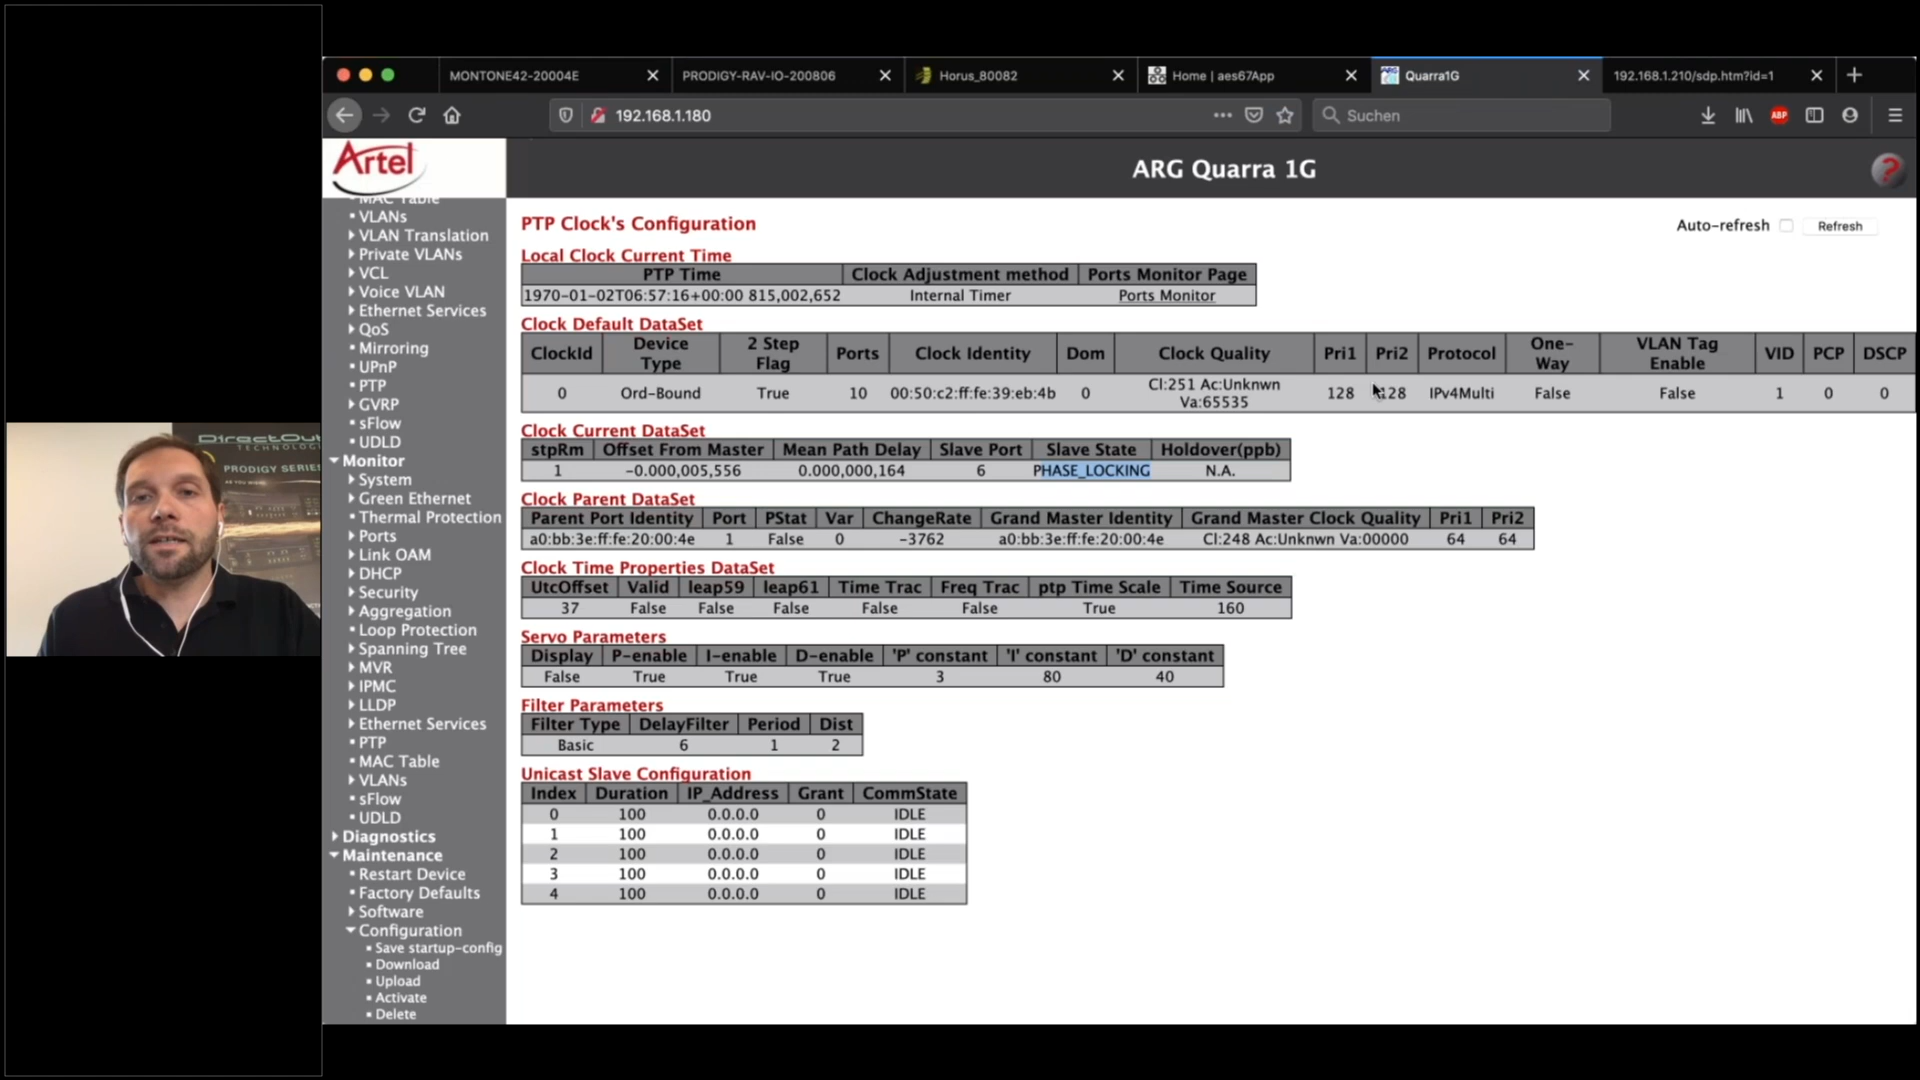 MONTONE42-20004E
PRODIGY-RAV-IO-200806
Horus_80082
Home | aes67App
Quarra1G
192.168.1.210/sdp.htm?id=1
192.168.1.180
Suchen
ABP
Artel
ARG Quarra 1G
?
MAC Table
VLANs
VLAN Translation
Private VLANs
VCL
Voice VLAN
Ethernet Services
QoS
Mirroring
UPnP
PTP
GVRP
sFlow
UDLD
Monitor
System
Green Ethernet
Thermal Protection
Ports
Link OAM
DHCP
Security
Aggregation
Loop Protection
Spanning Tree
MVR
IPMC
LLDP
Ethernet Services
PTP
MAC Table
VLANs
sFlow
UDLD
Diagnostics
Maintenance
Restart Device
Factory Defaults
Software
Configuration
Save startup-config
Download
Upload
Activate
Delete
PTP Clock's Configuration
Auto-refresh Refresh
Local Clock Current Time
PTP Time Clock Adjustment method Ports Monitor Page
1970-01-02T06:57:16+00:00 815,002,652 Internal Timer Ports Monitor
Clock Default DataSet
ClockId Device Type 2 Step Flag Ports Clock Identity Dom Clock Quality Pri1 Pri2 Protocol One-Way VLAN Tag Enable VID PCP DSCP
0 Ord-Bound True 10 00:50:c2:ff:fe:39:eb:4b 0 Cl:251 Ac:Unknwn Va:65535 128 128 IPv4Multi False False 1 0 0
Clock Current DataSet
stpRm Offset From Master Mean Path Delay Slave Port Slave State Holdover(ppb)
1 -0.000,005,556 0.000,000,164 6 PHASE_LOCKING N.A.
Clock Parent DataSet
Parent Port Identity Port PStat Var ChangeRate Grand Master Identity Grand Master Clock Quality Pri1 Pri2
a0:bb:3e:ff:fe:20:00:4e 1 False 0 -3762 a0:bb:3e:ff:fe:20:00:4e Cl:248 Ac:Unknwn Va:00000 64 64
Clock Time Properties DataSet
UtcOffset Valid leap59 leap61 Time Trac Freq Trac ptp Time Scale Time Source
37 False False False False False True 160
Servo Parameters
Display P-enable I-enable D-enable 'P' constant 'I' constant 'D' constant
False True True True 3 80 40
Filter Parameters
Filter Type DelayFilter Period Dist
Basic 6 1 2
Unicast Slave Configuration
Index Duration IP_Address Grant CommState
0 100 0.0.0.0 0 IDLE
1 100 0.0.0.0 0 IDLE
2 100 0.0.0.0 0 IDLE
3 100 0.0.0.0 0 IDLE
4 100 0.0.0.0 0 IDLE
DirectOu
TECHNOLOG
PRODIGY SERIE